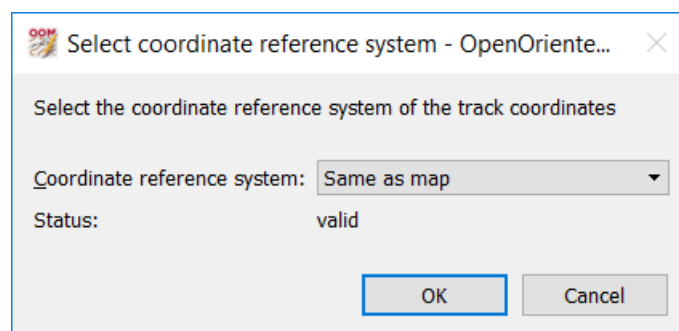 OOM Select coordinate reference system - OpenOriente...
Select the coordinate reference system of the track coordinates
Coordinate reference system: Same as map
Status: valid
OK Cancel